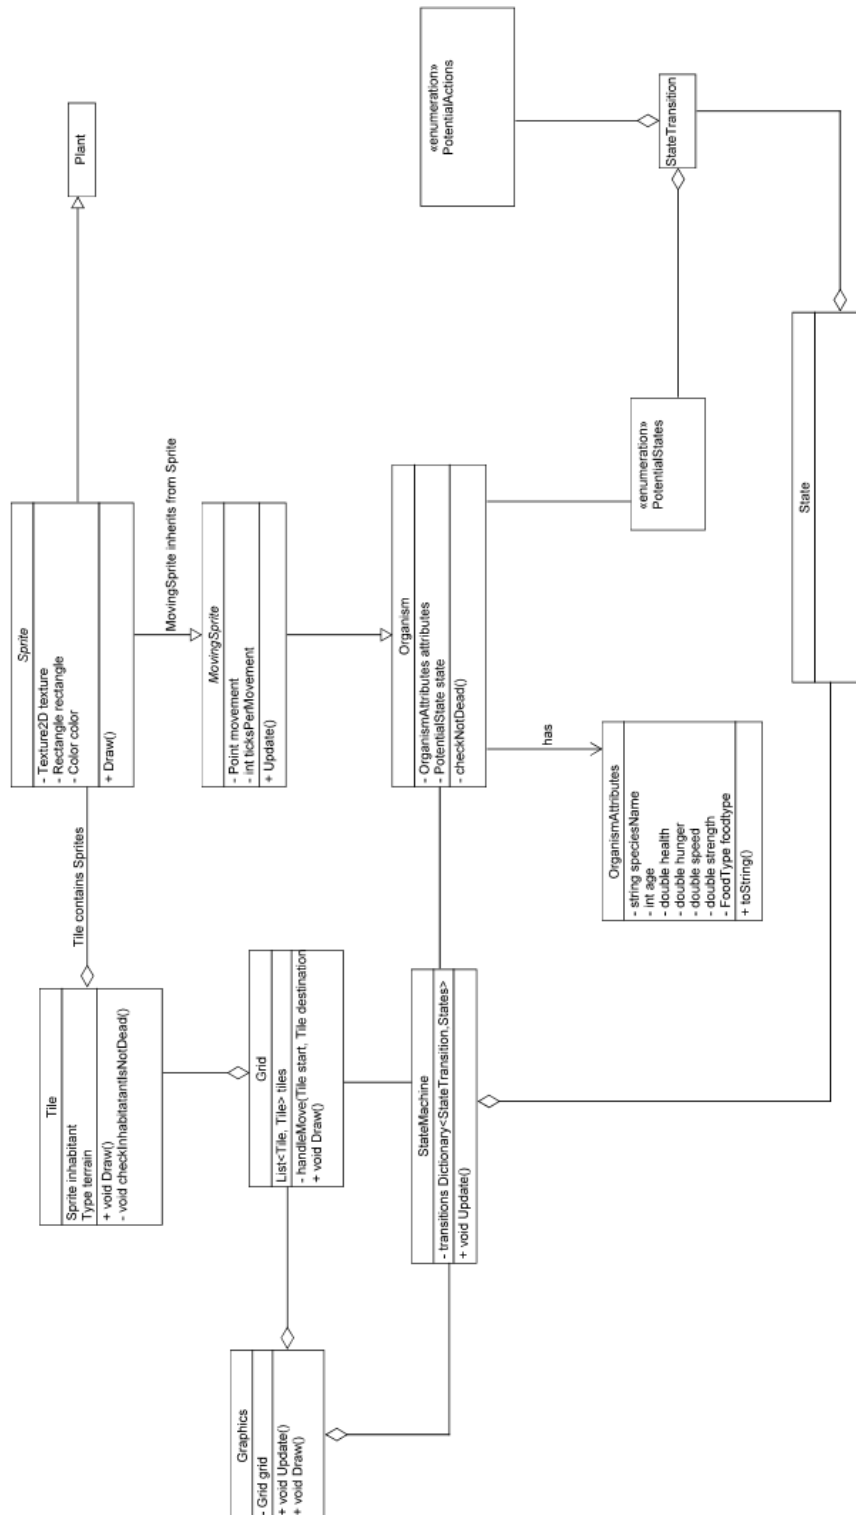 Tile
Sprite inhabitant
Type terrain
+ void Draw()
- void checkInhabitatantIsNotDead()
Tile contains Sprites
Sprite
- Texture2D texture
- Rectangle rectangle
- Color color
+ Draw()
Plant
MovingSprite inherits from Sprite
Graphics
- Grid grid
+ void Update()
+ void Draw()
Grid
List<Tile, Tile> tiles
- handleMove(Tile start, Tile destination
+ void Draw()
MovingSprite
- Point movement
- int ticksPerMovement
+ Update()
StateMachine
- transitions Dictionary<StateTransition,States>
+ void Update()
Organism
- OrganismAttributes attributes
- PotentialState state
- checkNotDead()
«enumeration»
PotentialActions
has
OrganismAttributes
- string speciesName
- int age
- double health
- double hunger
- double speed
- double strength
- FoodType foodtype
+ toString()
«enumeration»
PotentialStates
StateTransition
State